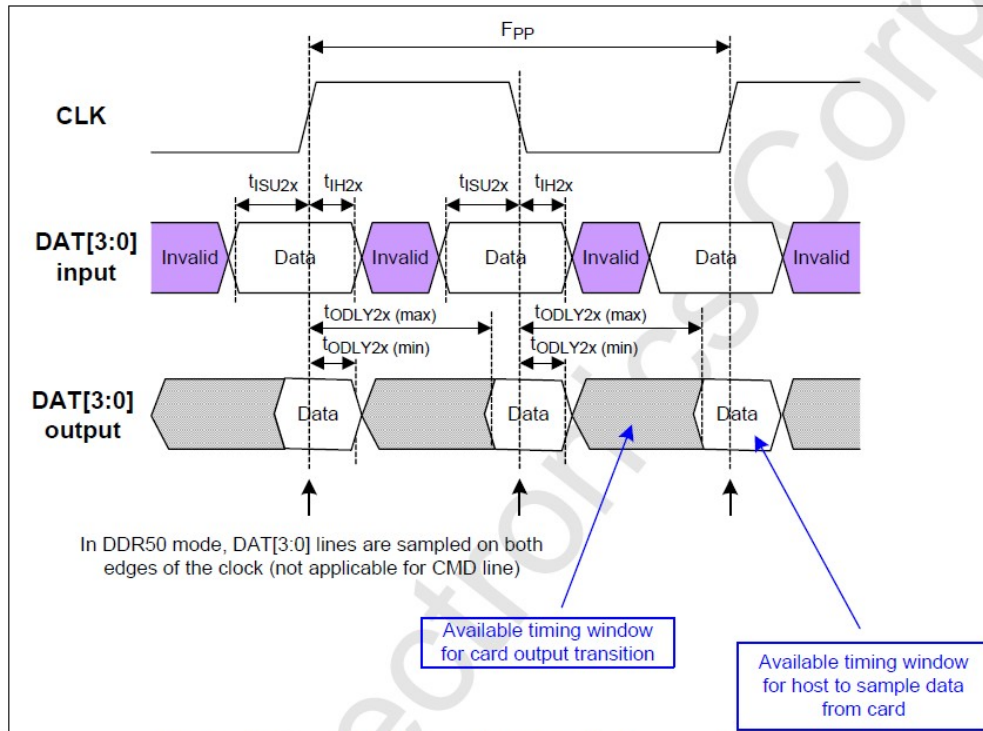 FPP
CLK
tISU2x tIH2x tISU2x tIH2x
DAT[3:0]
input
Invalid Data Invalid Data Invalid Data Invalid
tODLY2x (max) tODLY2x (max)
tODLY2x (min) tODLY2x (min)
DAT[3:0]
output
Data Data Data
In DDR50 mode, DAT[3:0] lines are sampled on both
edges of the clock (not applicable for CMD line)
Available timing window
for card output transition
Available timing window
for host to sample data
from card
ectronics Corp